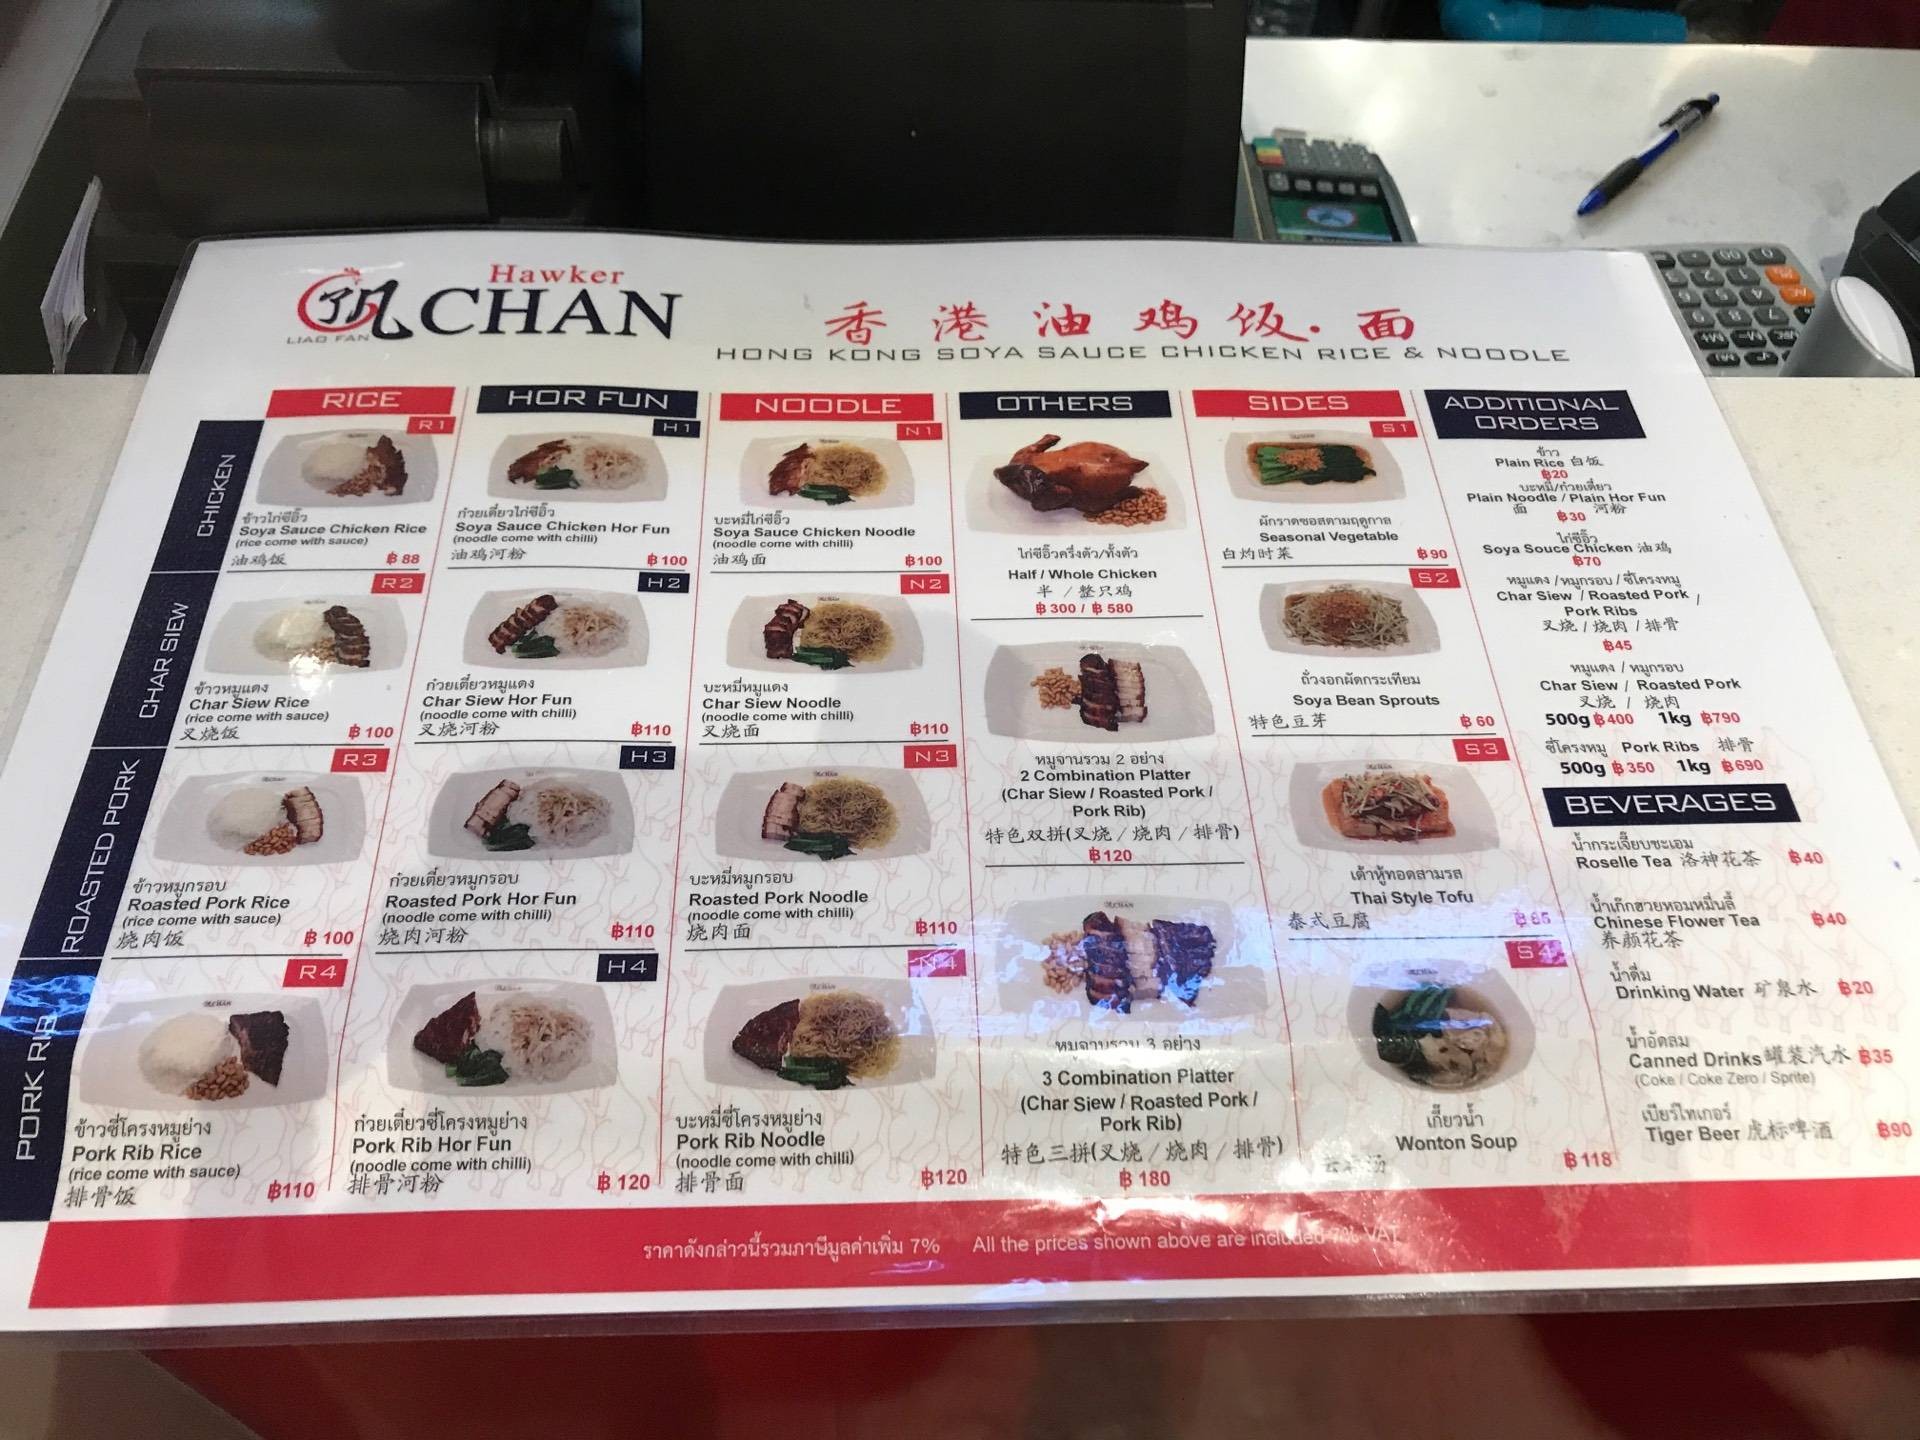 Hawker
CHAN
LIAO FAN
香港油鸡饭·面
HONG KONG SOYA SAUCE CHICKEN RICE & NOODLE
CHICKEN
CHAR SIEW
ROASTED PORK
PORK RIB
RICE
R1
ข้าวไก่ซีอิ๊ว
Soya Sauce Chicken Rice
(rice come with sauce)
油鸡饭 ฿ 88
R2
ข้าวหมูแดง
Char Siew Rice
(rice come with sauce)
叉烧饭 ฿ 100
R3
ข้าวหมูกรอบ
Roasted Pork Rice
(rice come with sauce)
烧肉饭 ฿ 100
R4
ข้าวซี่โครงหมูย่าง
Pork Rib Rice
(rice come with sauce)
排骨饭 ฿110
HOR FUN
H1
ก๋วยเตี๋ยวไก่ซีอิ๊ว
Soya Sauce Chicken Hor Fun
(noodle come with chilli)
油鸡河粉 ฿ 100
H2
ก๋วยเตี๋ยวหมูแดง
Char Siew Hor Fun
(noodle come with chilli)
叉烧河粉 ฿110
H3
ก๋วยเตี๋ยวหมูกรอบ
Roasted Pork Hor Fun
(noodle come with chilli)
烧肉河粉 ฿110
H4
ก๋วยเตี๋ยวซี่โครงหมูย่าง
Pork Rib Hor Fun
(noodle come with chilli)
排骨河粉 ฿ 120
NOODLE
N1
บะหมี่ไก่ซีอิ๊ว
Soya Sauce Chicken Noodle
(noodle come with chilli)
油鸡面 ฿100
N2
บะหมี่หมูแดง
Char Siew Noodle
(noodle come with chilli)
叉烧面 ฿110
N3
บะหมี่หมูกรอบ
Roasted Pork Noodle
(noodle come with chilli)
烧肉面 ฿110
N4
บะหมี่ซี่โครงหมูย่าง
Pork Rib Noodle
(noodle come with chilli)
排骨面 ฿120
OTHERS
ไก่ซีอิ๊วครึ่งตัว/ทั้งตัว
Half / Whole Chicken
半 / 整只鸡
฿ 300 / ฿ 580
หมูจานรวม 2 อย่าง
2 Combination Platter
(Char Siew / Roasted Pork /
Pork Rib)
特色双拼(叉烧 / 烧肉 / 排骨)
฿120
หมูจานรวม 3 อย่าง
3 Combination Platter
(Char Siew / Roasted Pork /
Pork Rib)
特色三拼(叉烧 / 烧肉 / 排骨)
฿ 180
SIDES
S1
ผักราดซอสตามฤดูกาล
Seasonal Vegetable
白灼时菜 ฿ 90
S2
ถั่วงอกผัดกระเทียม
Soya Bean Sprouts
特色豆芽 ฿ 60
S3
เต้าหู้ทอดสามรส
Thai Style Tofu
泰式豆腐 ฿ 85
S4
เกี๊ยวน้ำ
Wonton Soup
฿ 118
ADDITIONAL
ORDERS
ข้าว
Plain Rice 白饭
฿20
บะหมี่/ก๋วยเตี๋ยว
Plain Noodle / Plain Hor Fun
面 ฿30 河粉
ไก่ซีอิ๊ว
Soya Souce Chicken 油鸡
฿70
หมูแดง /หมูกรอบ / ซี่โครงหมู
Char Siew / Roasted Pork /
Pork Ribs
叉烧 / 烧肉 / 排骨
฿45
หมูแดง / หมูกรอบ
Char Siew / Roasted Pork
叉烧 / 烧肉
500g ฿400 1kg ฿790
ซี่โครงหมู Pork Ribs 排骨
500g ฿ 350 1kg ฿690
BEVERAGES
น้ำกระเจี๊ยบชะเอม
Roselle Tea 洛神花茶 ฿40
น้ำเก๊กฮวยหอมหมื่นลี้
Chinese Flower Tea ฿40
养颜花茶
น้ำดื่ม
Drinking Water 矿泉水 ฿20
น้ำอัดลม
Canned Drinks 罐装汽水 ฿35
(Coke / Coke Zero / Sprite)
เบียร์ไทเกอร์
Tiger Beer 虎标啤酒 ฿90
ราคาดังกล่าวนี้รวมภาษีมูลค่าเพิ่ม 7% All the prices shown above are included 7% VAT